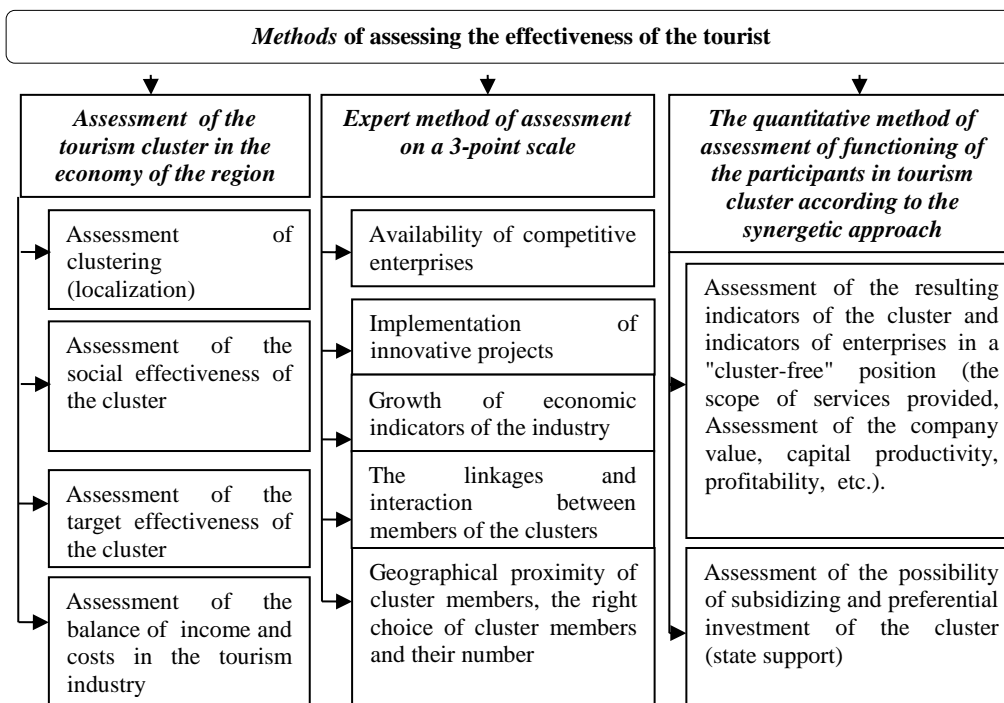 Methods of assessing the effectiveness of the tourist
Assessment of the
tourism cluster in the
economy of the region
Assessment of
clustering
(localization)
Assessment of the
social effectiveness of
the cluster
Assessment of the
target effectiveness of
the cluster
Assessment of the
balance of income and
costs in the tourism
industry
Expert method of assessment
on a 3-point scale
Availability of competitive
enterprises
Implementation of
innovative projects
Growth of economic
indicators of the industry
The linkages and
interaction between
members of the clusters
Geographical proximity of
cluster members, the right
choice of cluster members
and their number
The quantitative method of
assessment of functioning of
the participants in tourism
cluster according to the
synergetic approach
Assessment of the resulting
indicators of the cluster and
indicators of enterprises in a
"cluster-free" position (the
scope of services provided,
Assessment of the company
value, capital productivity,
profitability, etc.).
Assessment of the possibility
of subsidizing and preferential
investment of the cluster
(state support)